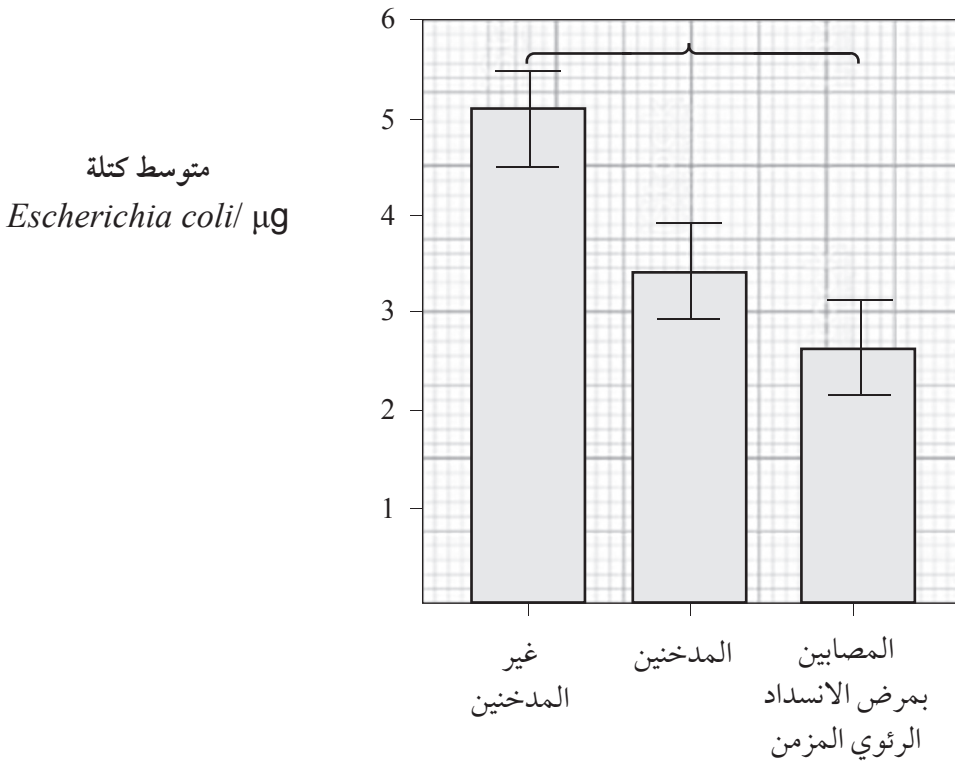 6
5
4
3
2
1
متوسط كتلة
Escherichia coli/ μg
غير
المدخنين
المدخنين
المصابين
بمرض الانسداد
الرئوي المزمن